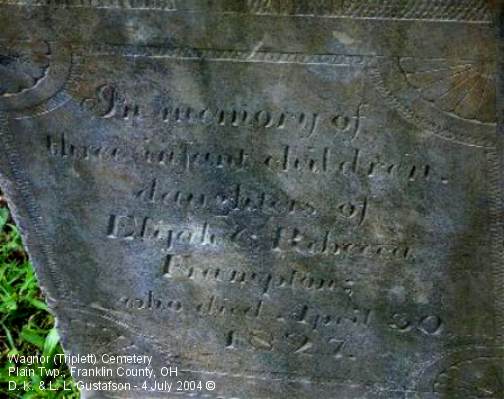 In memory of
three infant children.
daughters of
Elijah & Rebecca
Frampton;
who died April 30
1827.
Wagnor (Triplett) Cemetery
Plain Twp., Franklin County, OH
D. K. & L. L. Gustafson - 4 July 2004 ©